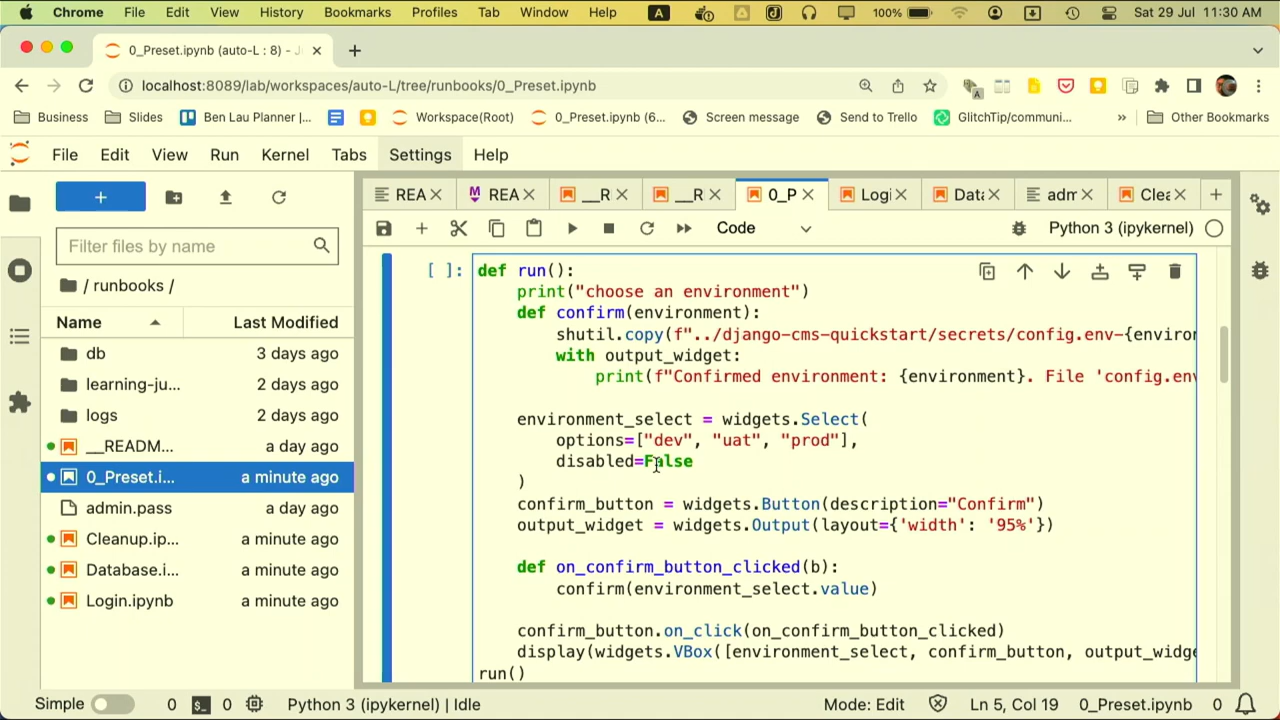 Chrome File Edit View History Bookmarks Profiles Tab Window Help A 100% Sat 29 Jul 11:30 AM
0_Preset.ipynb (auto-L : 8) - J
localhost:8089/lab/workspaces/auto-L/tree/runbooks/0_Preset.ipynb
Business Slides Ben Lau Planner |... Workspace(Root) 0_Preset.ipynb (6... Screen message Send to Trello GlitchTip/communi... » Other Bookmarks
File Edit View Run Kernel Tabs Settings Help
REA REA __R __R 0_P Logi Data adm Clea
Code Python 3 (ipykernel)
Filter files by name
/ runbooks /
Name Last Modified
db 3 days ago
learning-ju... 2 days ago
logs 2 days ago
__READM... a day ago
0_Preset.i... a minute ago
admin.pass a day ago
Cleanup.ip... a minute ago
Database.i... a minute ago
Login.ipynb a minute ago
[ ]: def run():
print("choose an environment")
def confirm(environment):
shutil.copy(f"../django-cms-quickstart/secrets/config.env-{environ
with output_widget:
print(f"Confirmed environment: {environment}. File 'config.env
environment_select = widgets.Select(
options=["dev", "uat", "prod"],
disabled=False
)
confirm_button = widgets.Button(description="Confirm")
output_widget = widgets.Output(layout={'width': '95%'})
def on_confirm_button_clicked(b):
confirm(environment_select.value)
confirm_button.on_click(on_confirm_button_clicked)
display(widgets.VBox([environment_select, confirm_button, output_widge
run()
Simple 0 0 Python 3 (ipykernel) | Idle Mode: Edit Ln 5, Col 19 0_Preset.ipynb 0